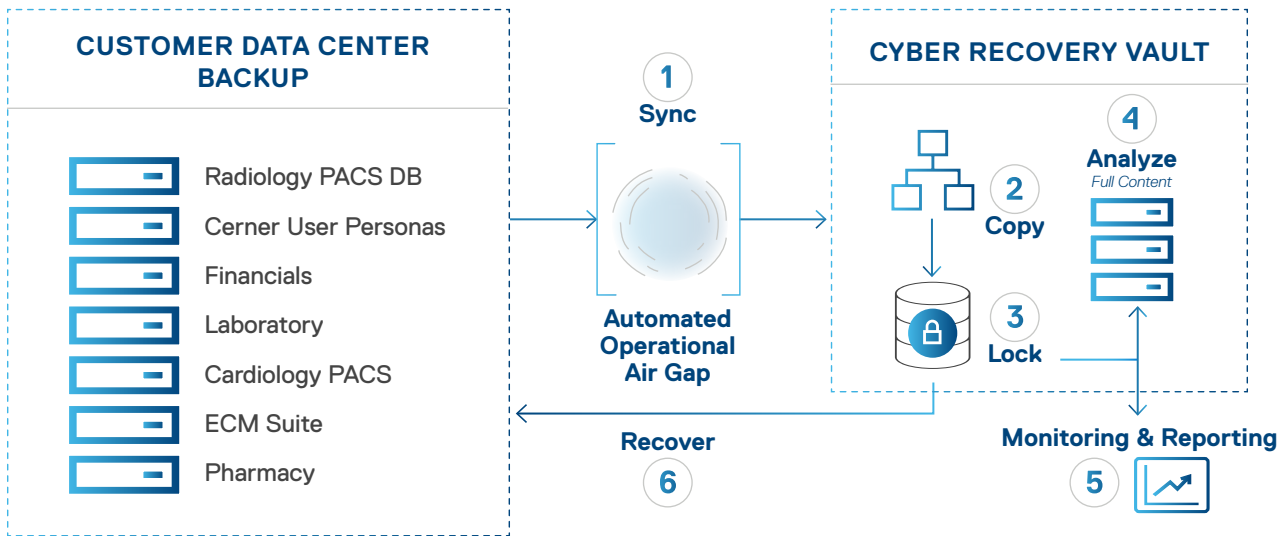 CUSTOMER DATA CENTER
BACKUP
Radiology PACS DB
Cerner User Personas
Financials
Laboratory
Cardiology PACS
ECM Suite
Pharmacy
1
Sync
Automated
Operational
Air Gap
CYBER RECOVERY VAULT
2
Copy
3
Lock
4
Analyze
Full Content
Monitoring & Reporting
5
Recover
6